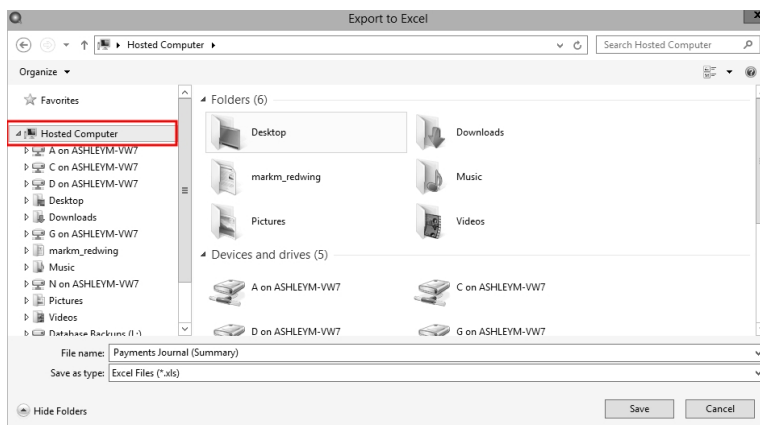 Export to Excel
Hosted Computer
Search Hosted Computer
Organize
Favorites
Hosted Computer
A on ASHLEYM-VW7
C on ASHLEYM-VW7
D on ASHLEYM-VW7
Desktop
Downloads
G on ASHLEYM-VW7
markm_redwing
Music
N on ASHLEYM-VW7
Pictures
Videos
Database Backups (L:)
Folders (6)
Desktop
Downloads
markm_redwing
Music
Pictures
Videos
Devices and drives (5)
A on ASHLEYM-VW7
C on ASHLEYM-VW7
D on ASHLEYM-VW7
G on ASHLEYM-VW7
File name: Payments Journal (Summary)
Save as type: Excel Files (*.xls)
Hide Folders
Save
Cancel